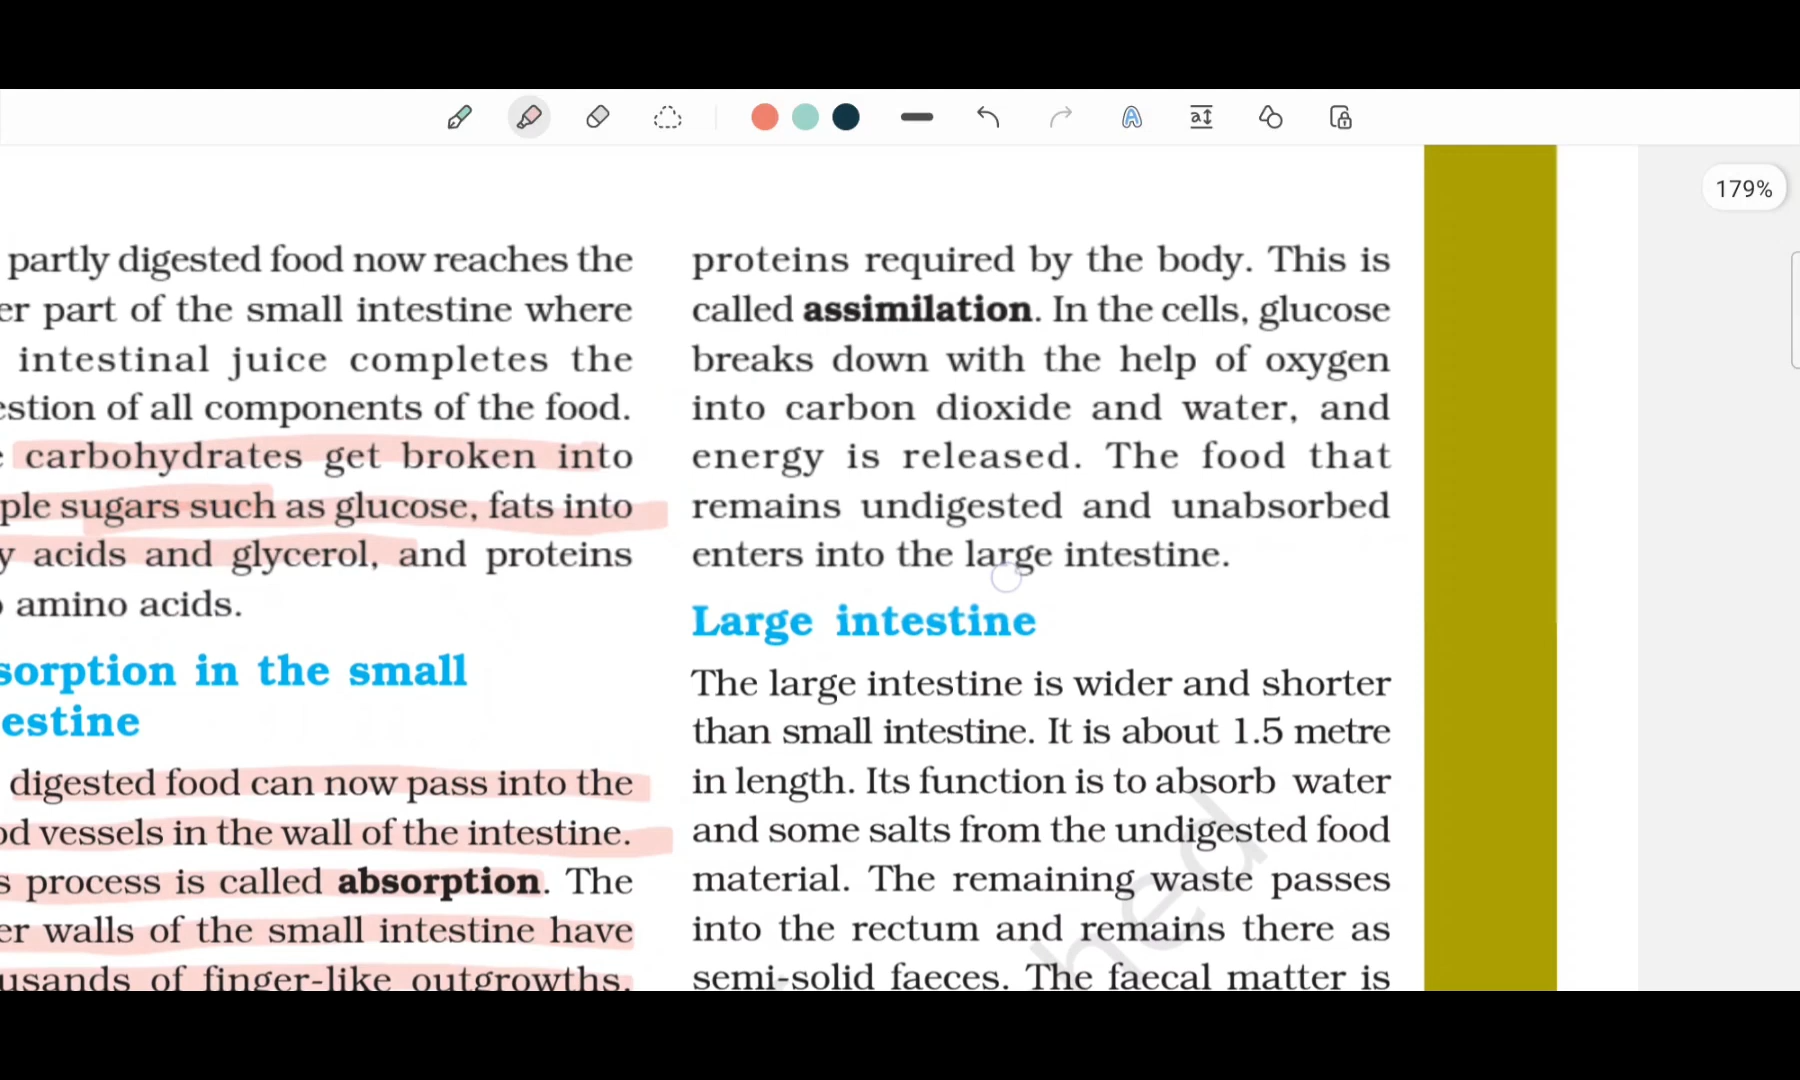 179%
partly digested food now reaches the
part of the small intestine where
intestinal juice completes the
of all components of the food.
carbohydrates get broken into
sugars such as glucose, fats into
acids and glycerol, and proteins
amino acids.
in the small
digested food can now pass into the
vessels in the wall of the intestine.
process is called absorption. The
walls of the small intestine have
of finger-like outgrowths.
proteins required by the body. This is
called assimilation. In the cells, glucose
breaks down with the help of oxygen
into carbon dioxide and water, and
energy is released. The food that
remains undigested and unabsorbed
enters into the large intestine.
Large intestine
The large intestine is wider and shorter
than small intestine. It is about 1.5 metre
in length. Its function is to absorb water
and some salts from the undigested food
material. The remaining waste passes
into the rectum and remains there as
semi-solid faeces. The faecal matter is
hed